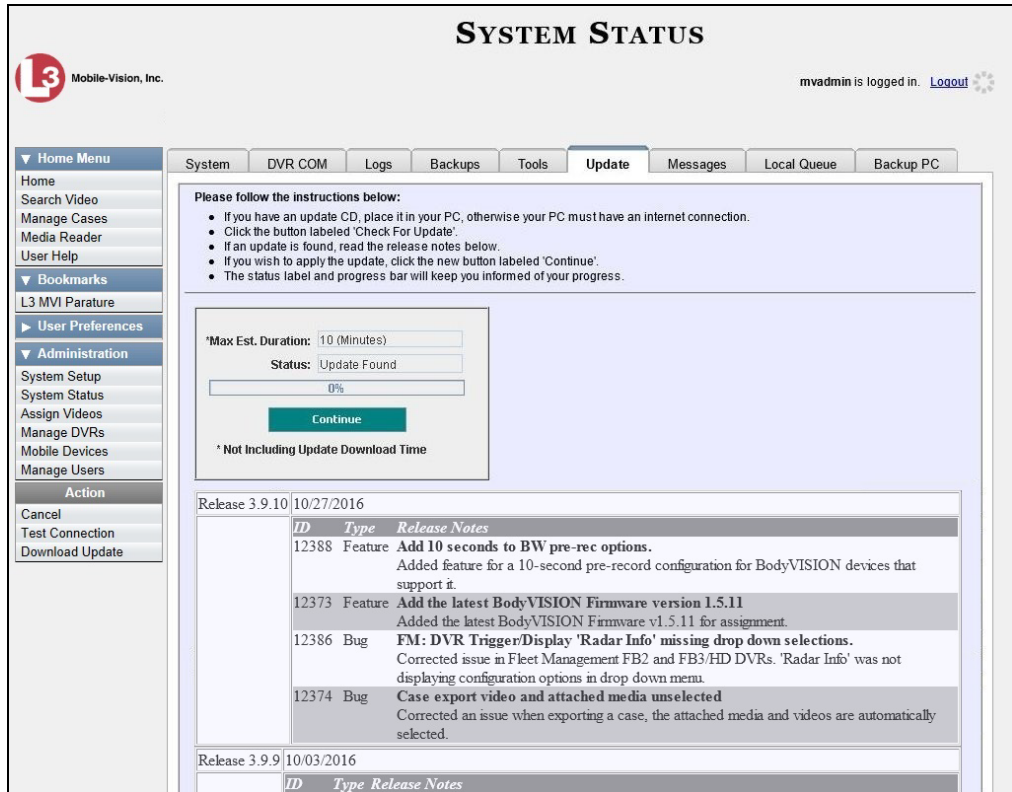 SYSTEM STATUS
L3 Mobile-Vision, Inc.
mvadmin is logged in. Logout
▼ Home Menu
Home
Search Video
Manage Cases
Media Reader
User Help
▼ Bookmarks
L3 MVI Parature
▶ User Preferences
▼ Administration
System Setup
System Status
Assign Videos
Manage DVRs
Mobile Devices
Manage Users
Action
Cancel
Test Connection
Download Update
System DVR COM Logs Backups Tools Update Messages Local Queue Backup PC
Please follow the instructions below:
• If you have an update CD, place it in your PC, otherwise your PC must have an internet connection.
• Click the button labeled 'Check For Update'.
• If an update is found, read the release notes below.
• If you wish to apply the update, click the new button labeled 'Continue'.
• The status label and progress bar will keep you informed of your progress.
*Max Est. Duration: 10 (Minutes)
Status: Update Found
0%
Continue
* Not Including Update Download Time
Release 3.9.10 10/27/2016
ID Type Release Notes
12388 Feature Add 10 seconds to BW pre-rec options.
Added feature for a 10-second pre-record configuration for BodyVISION devices that
support it.
12373 Feature Add the latest BodyVISION Firmware version 1.5.11
Added the latest BodyVISION Firmware v1.5.11 for assignment.
12386 Bug FM: DVR Trigger/Display 'Radar Info' missing drop down selections.
Corrected issue in Fleet Management FB2 and FB3/HD DVRs. 'Radar Info' was not
displaying configuration options in drop down menu.
12374 Bug Case export video and attached media unselected
Corrected an issue when exporting a case, the attached media and videos are automatically
selected.
Release 3.9.9 10/03/2016
ID Type Release Notes